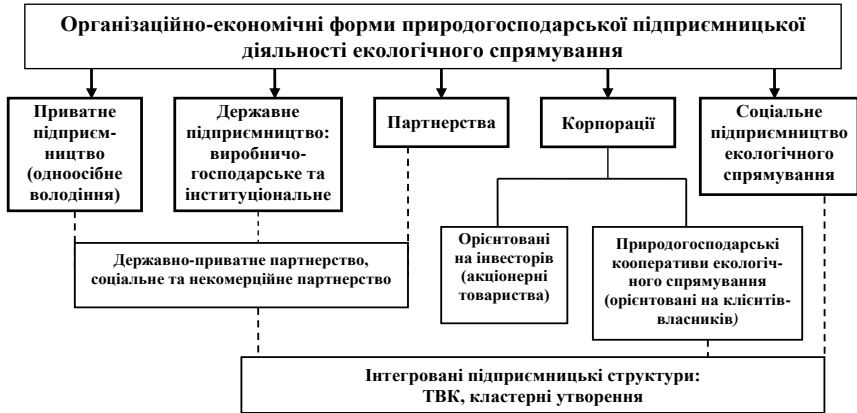 Організаційно-економічні форми природогосподарської підприємницької
діяльності екологічного спрямування
Приватне
підприєм-
ництво
(одноосібне
володіння)
Державне
підприємництво:
виробничо-
господарське та
інституціональне
Партнерства
Корпорації
Соціальне
підприємництво
екологічного
спрямування
Державно-приватне партнерство,
соціальне та некомерційне партнерство
Орієнтовані
на інвесторів
(акціонерні
товариства)
Природогосподарські
кооперативи екологіч-
ного спрямування
(орієнтовані на клієнтів-
власників)
Інтегровані підприємницькі структури:
ТВК, кластерні утворення